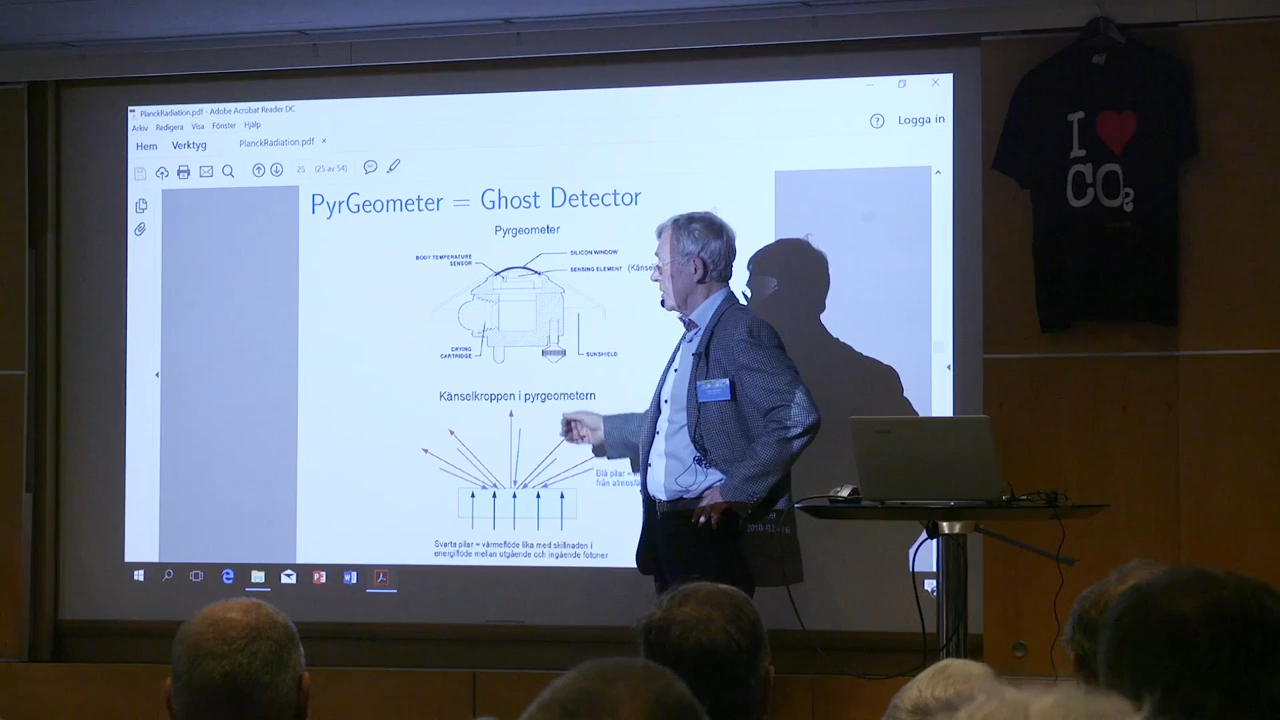 PlanckRadiation.pdf - Adobe Acrobat Reader DC
Arkiv Redigera Visa Fönster Hjälp
Hem Verktyg PlanckRadiation.pdf ×
? Logga in
25 (25 av 54)
PyrGeometer = Ghost Detector
Pyrgeometer
BODY TEMPERATURE
SENSOR
SILICON WINDOW
SENSING ELEMENT
DRYING
CARTRIDGE
SUNSHIELD
Känselkroppen i pyrgeometern
Blå pilar =
från
Svarta pilar = värmeflöde lika med skillnaden i
energiflöde mellan utgående och ingående fotoner
I ♥
CO₂